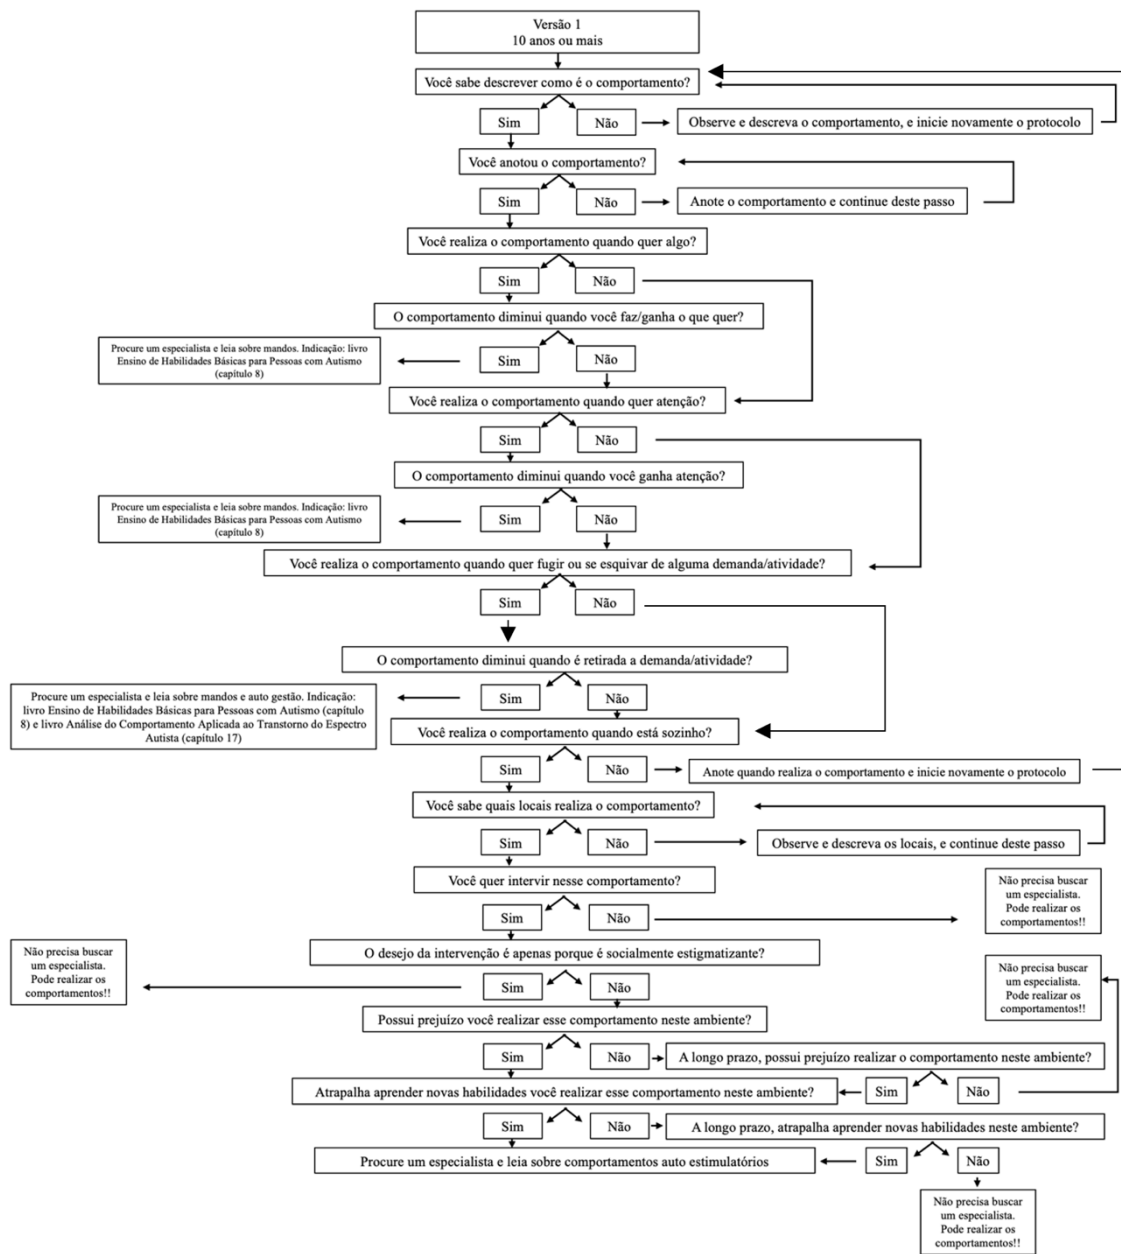 Versão 1
10 anos ou mais
Você sabe descrever como é o comportamento?
Sim
Não
Observe e descreva o comportamento, e inicie novamente o protocolo
Você anotou o comportamento?
Sim
Não
Anote o comportamento e continue deste passo
Você realiza o comportamento quando quer algo?
Sim
Não
O comportamento diminui quando você faz/ganha o que quer?
Procure um especialista e leia sobre mandos. Indicação: livro
Ensino de Habilidades Básicas para Pessoas com Autismo
(capítulo 8)
Sim
Não
Você realiza o comportamento quando quer atenção?
Sim
Não
O comportamento diminui quando você ganha atenção?
Procure um especialista e leia sobre mandos. Indicação: livro
Ensino de Habilidades Básicas para Pessoas com Autismo
(capítulo 8)
Sim
Não
Você realiza o comportamento quando quer fugir ou se esquivar de alguma demanda/atividade?
Sim
Não
O comportamento diminui quando é retirada a demanda/atividade?
Procure um especialista e leia sobre mandos e auto gestão. Indicação:
livro Ensino de Habilidades Básicas para Pessoas com Autismo (capítulo
8) e livro Análise do Comportamento Aplicada ao Transtorno do Espectro
Autista (capítulo 17)
Sim
Não
Você realiza o comportamento quando está sozinho?
Sim
Não
Anote quando realiza o comportamento e inicie novamente o protocolo
Você sabe quais locais realiza o comportamento?
Sim
Não
Observe e descreva os locais, e continue deste passo
Você quer intervir nesse comportamento?
Sim
Não
Não precisa buscar
um especialista.
Pode realizar os
comportamentos!!
O desejo da intervenção é apenas porque é socialmente estigmatizante?
Não precisa buscar
um especialista.
Pode realizar os
comportamentos!!
Sim
Não
Não precisa buscar
um especialista.
Pode realizar os
comportamentos!!
Possui prejuízo você realizar esse comportamento neste ambiente?
Sim
Não
A longo prazo, possui prejuízo realizar o comportamento neste ambiente?
Atrapalha aprender novas habilidades você realizar esse comportamento neste ambiente?
Sim
Não
Sim
Não
A longo prazo, atrapalha aprender novas habilidades neste ambiente?
Procure um especialista e leia sobre comportamentos auto estimulatórios
Sim
Não
Não precisa buscar
um especialista.
Pode realizar os
comportamentos!!